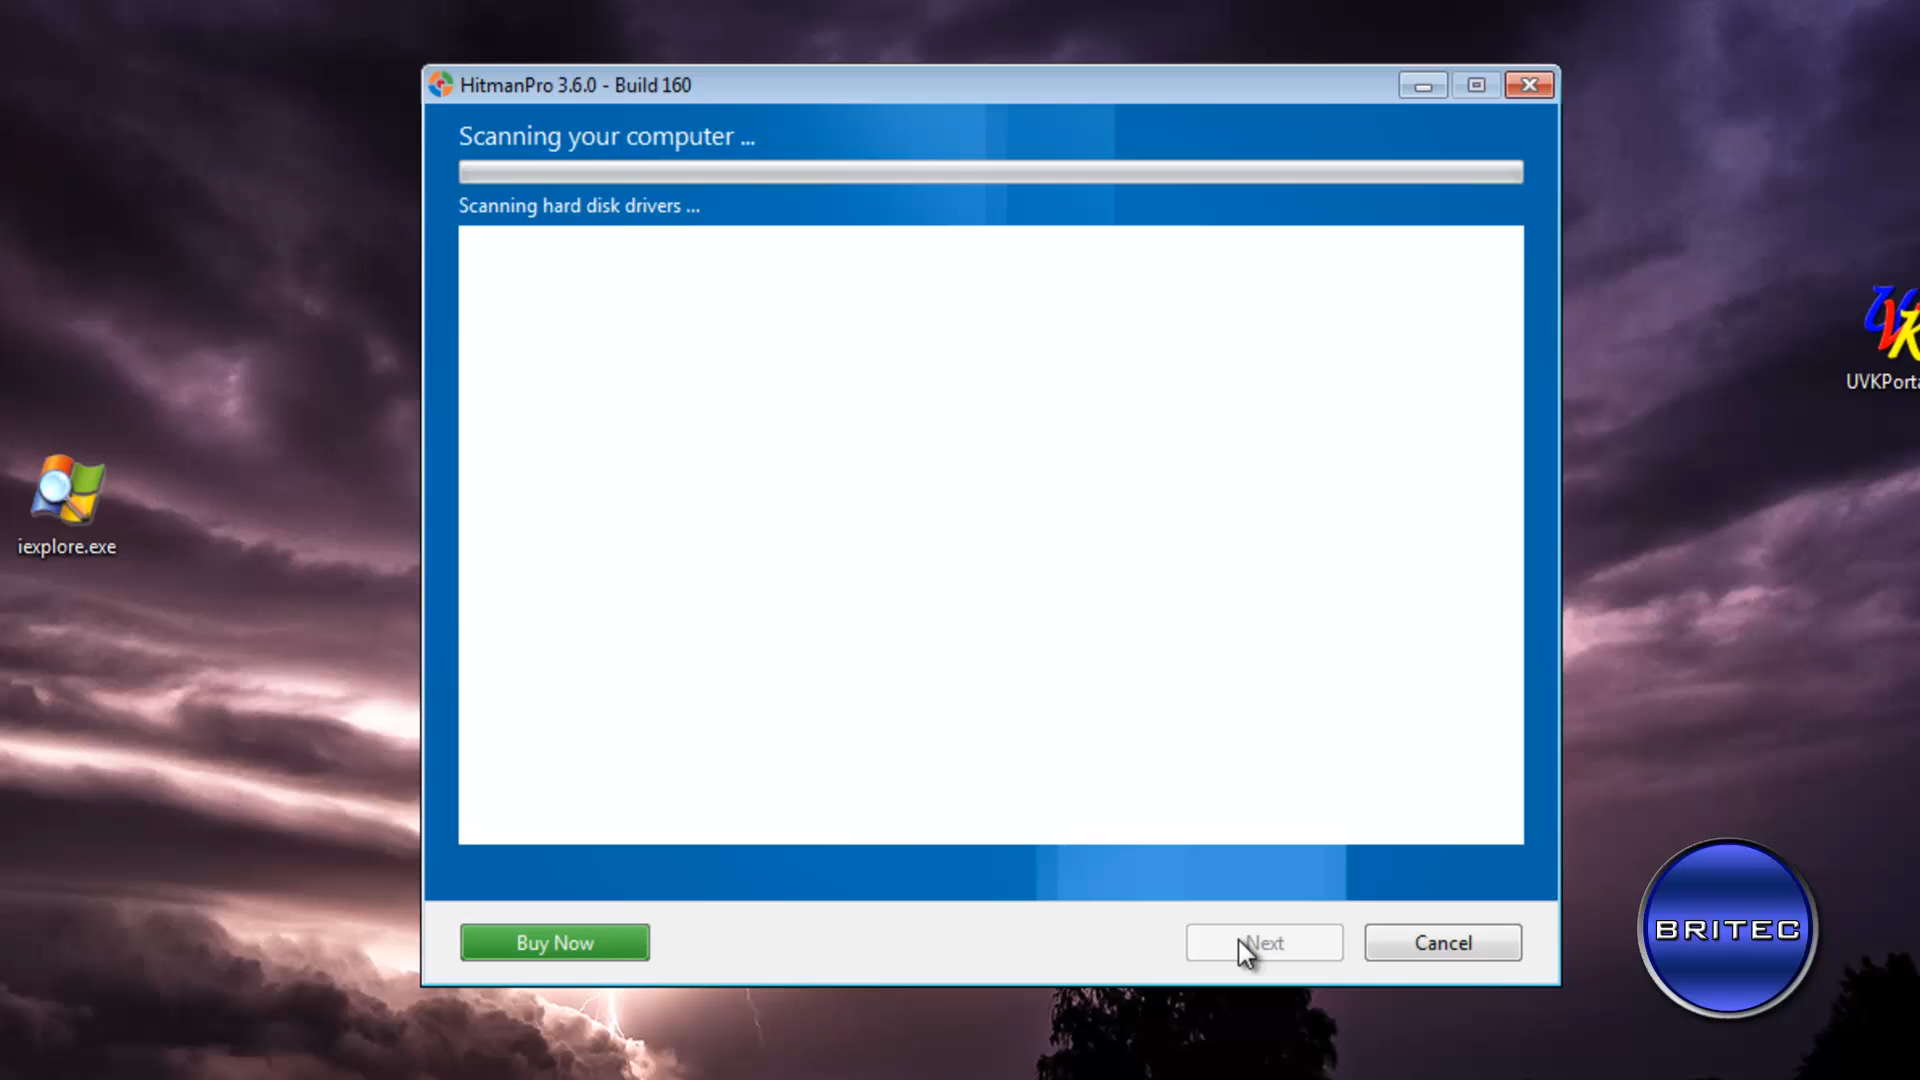 HitmanPro 3.6.0 - Build 160
Scanning your computer ...
Scanning hard disk drivers ...
iexplore.exe
UVK
UVKPorta
Buy Now
Next
Cancel
BRITEC